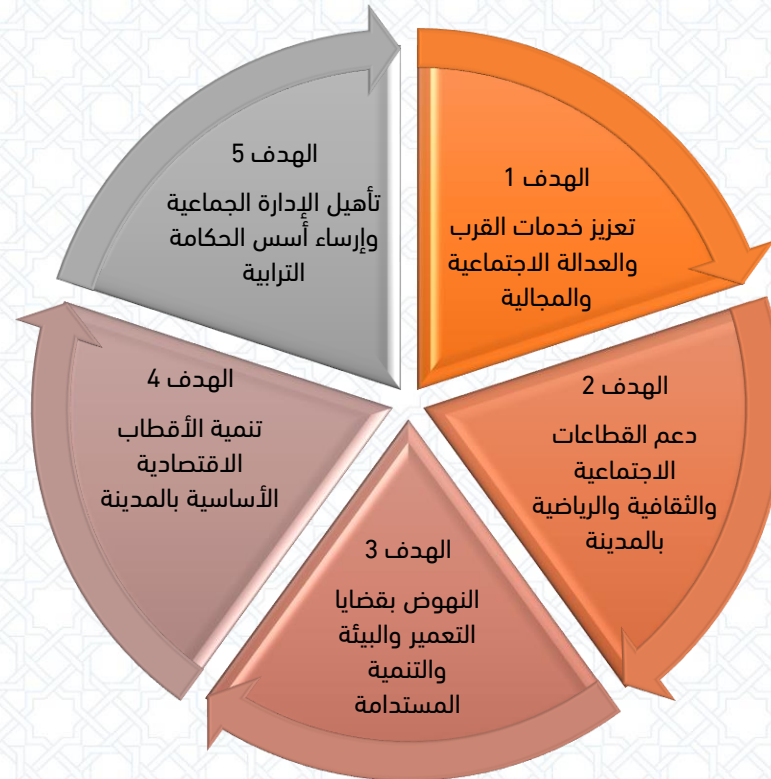 الهدف 1
تعزيز خدمات القرب
والعدالة الاجتماعية
والمجالية
الهدف 2
دعم القطاعات
الاجتماعية
والثقافية والرياضية
بالمدينة
الهدف 3
النهوض بقضايا
التعمير والبيئة
والتنمية
المستدامة
الهدف 4
تنمية الأقطاب
الاقتصادية
الأساسية بالمدينة
الهدف 5
تأهيل الإدارة الجماعية
وإرساء أسس الحكامة
الترابية